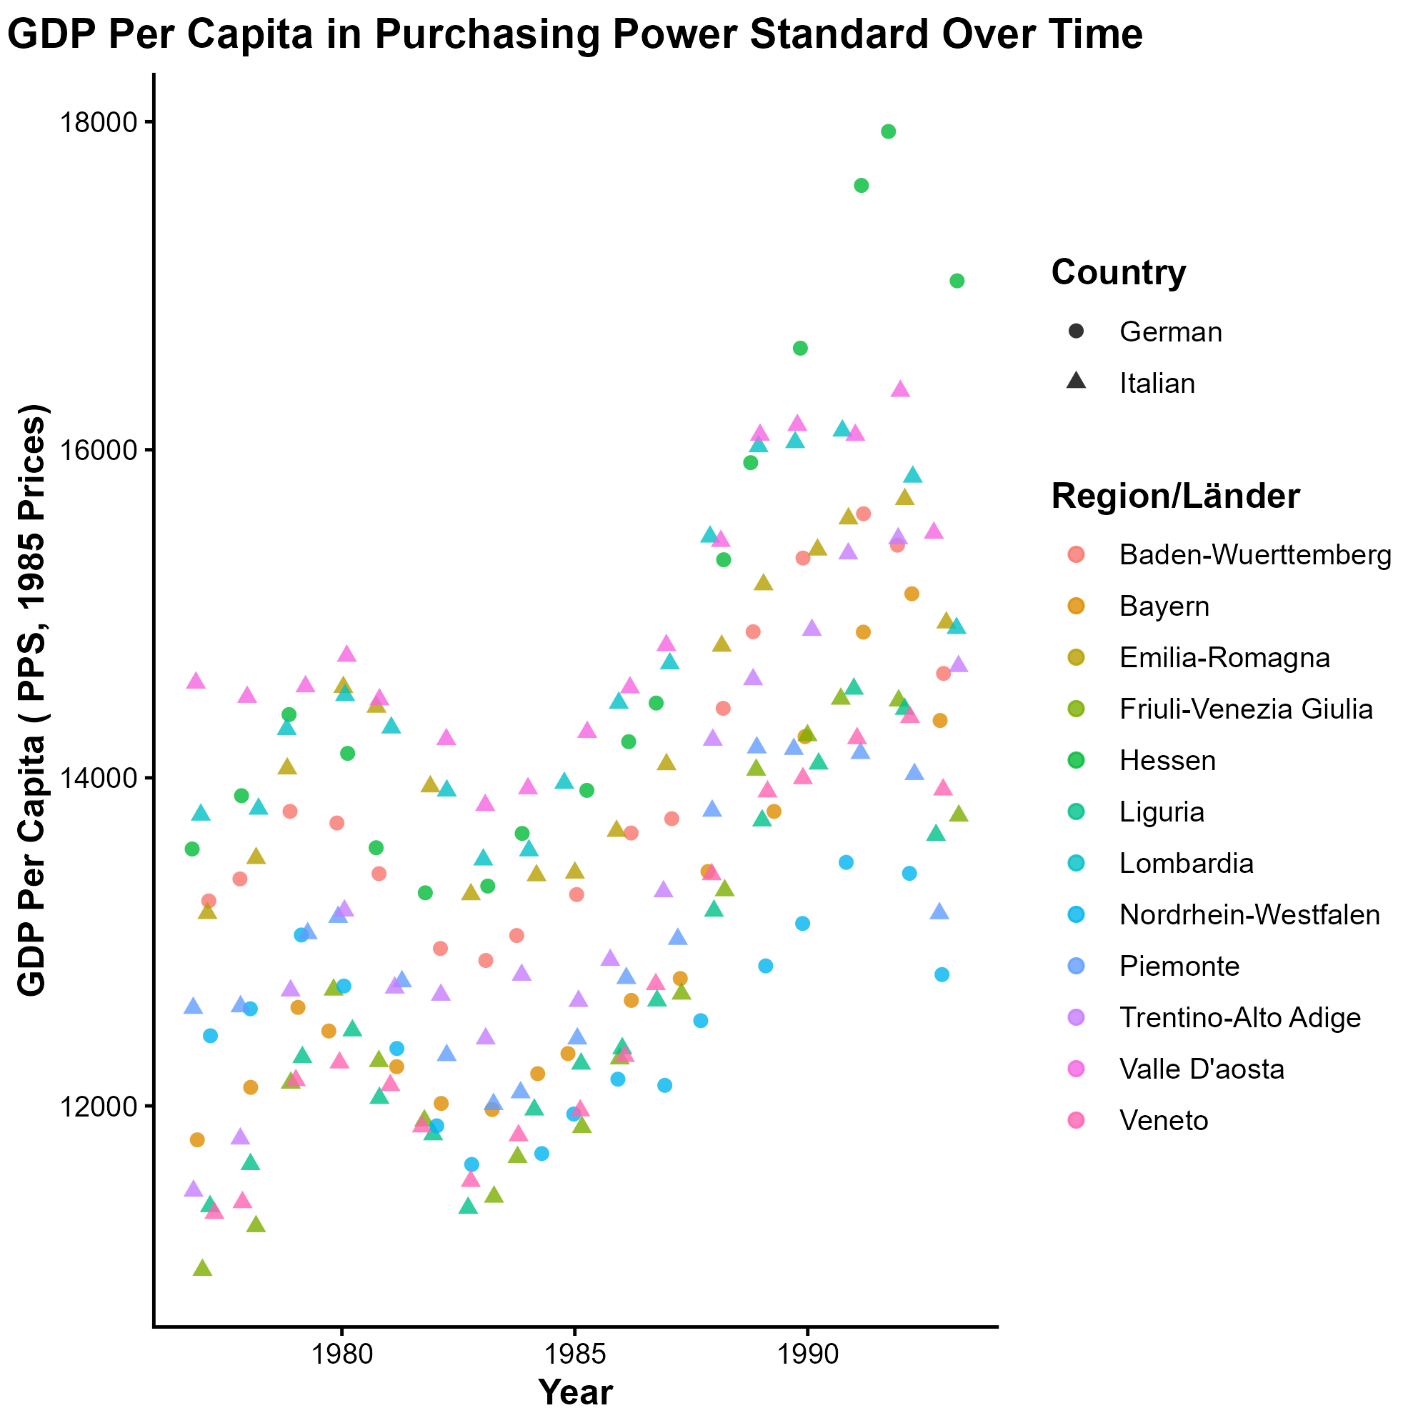 GDP Per Capita in Purchasing Power Standard Over Time
GDP Per Capita ( PPS, 1985 Prices)
18000
16000
14000
12000
1980
1985
1990
Year
Country
German
Italian
Region/Länder
Baden-Wuerttemberg
Bayern
Emilia-Romagna
Friuli-Venezia Giulia
Hessen
Liguria
Lombardia
Nordrhein-Westfalen
Piemonte
Trentino-Alto Adige
Valle D'aosta
Veneto